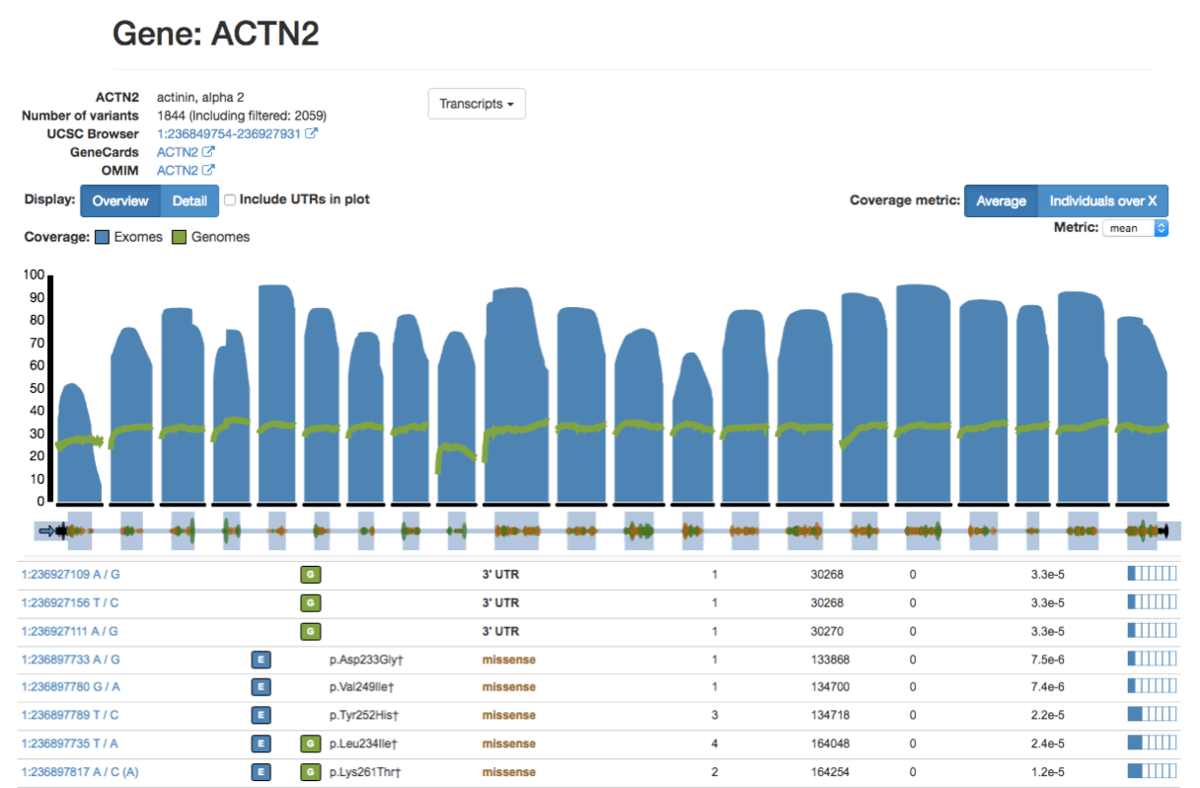 Gene: ACTN2
ACTN2 actinin, alpha 2
Transcripts
Number of variants 1844 (Including filtered: 2059)
UCSC Browser 1:236849754-236927931
GeneCards ACTN2
OMIM ACTN2
Display: Overview Detail Include UTRs in plot
Coverage metric: Average Individuals over X
Metric: mean
Coverage: Exomes Genomes
100
90
80
70
60
50
40
30
20
10
0
1:236927109 A / G G 3' UTR 1 30268 0 3.3e-5
1:236927156 T / C G 3' UTR 1 30268 0 3.3e-5
1:236927111 A / G G 3' UTR 1 30270 0 3.3e-5
1:236897733 A / G E p.Asp233Gly† missense 1 133868 0 7.5e-6
1:236897780 G / A E p.Val249Ile† missense 1 134700 0 7.4e-6
1:236897789 T / C E p.Tyr252His† missense 3 134718 0 2.2e-5
1:236897735 T / A E G p.Leu234Ile† missense 4 164048 0 2.4e-5
1:236897817 A / C (A) E G p.Lys261Thr† missense 2 164254 0 1.2e-5